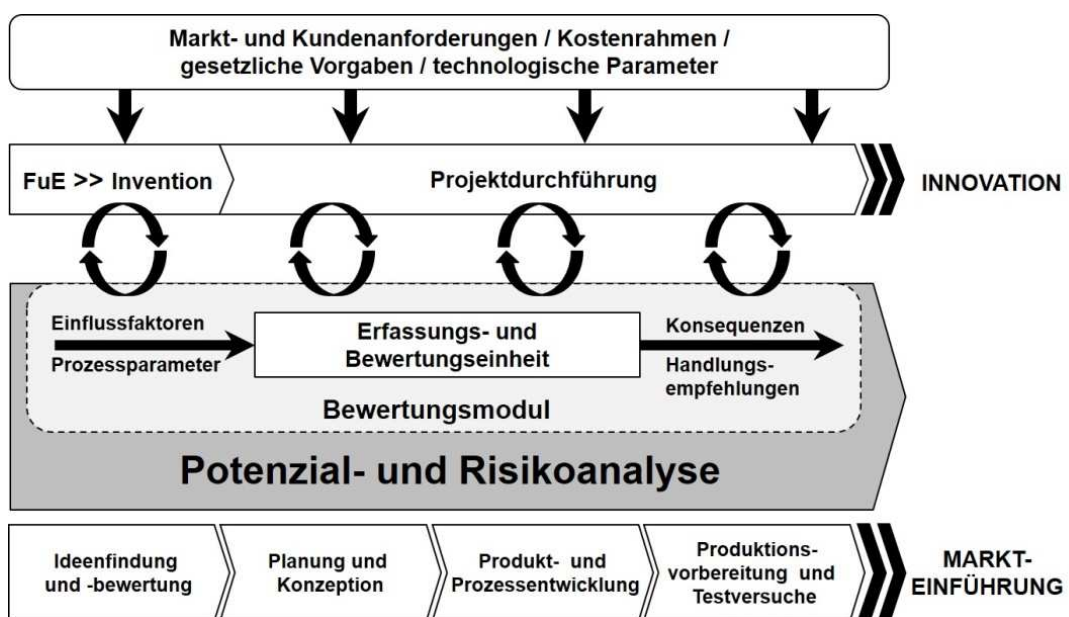 Markt- und Kundenanforderungen / Kostenrahmen /
gesetzliche Vorgaben / technologische Parameter
FuE >> Invention
Projektdurchführung
INNOVATION
Einflussfaktoren
Prozessparameter
Erfassungs- und
Bewertungseinheit
Konsequenzen
Handlungs-
empfehlungen
Bewertungsmodul
Potenzial- und Risikoanalyse
Ideenfindung
und -bewertung
Planung und
Konzeption
Produkt- und
Prozessentwicklung
Produktions-
vorbereitung und
Testversuche
MARKT-
EINFÜHRUNG